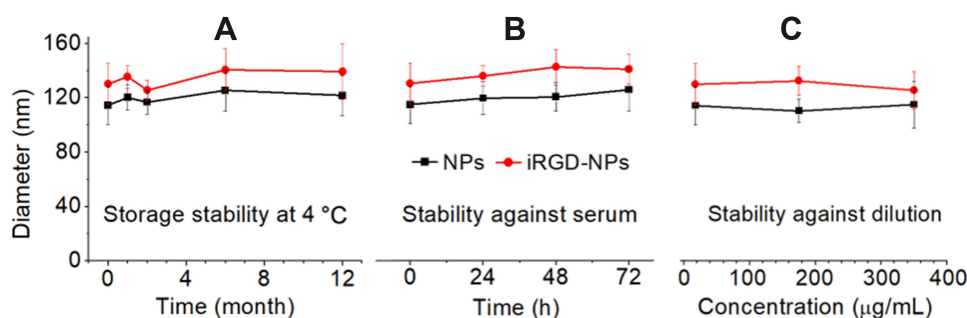 A B C
160
120
80
40
0
Diameter (nm)
NPs iRGD-NPs
Storage stability at 4 °C Stability against serum Stability against dilution
0 4 8 12 0 24 48 72 0 100 200 300 400
Time (month) Time (h) Concentration (μg/mL)